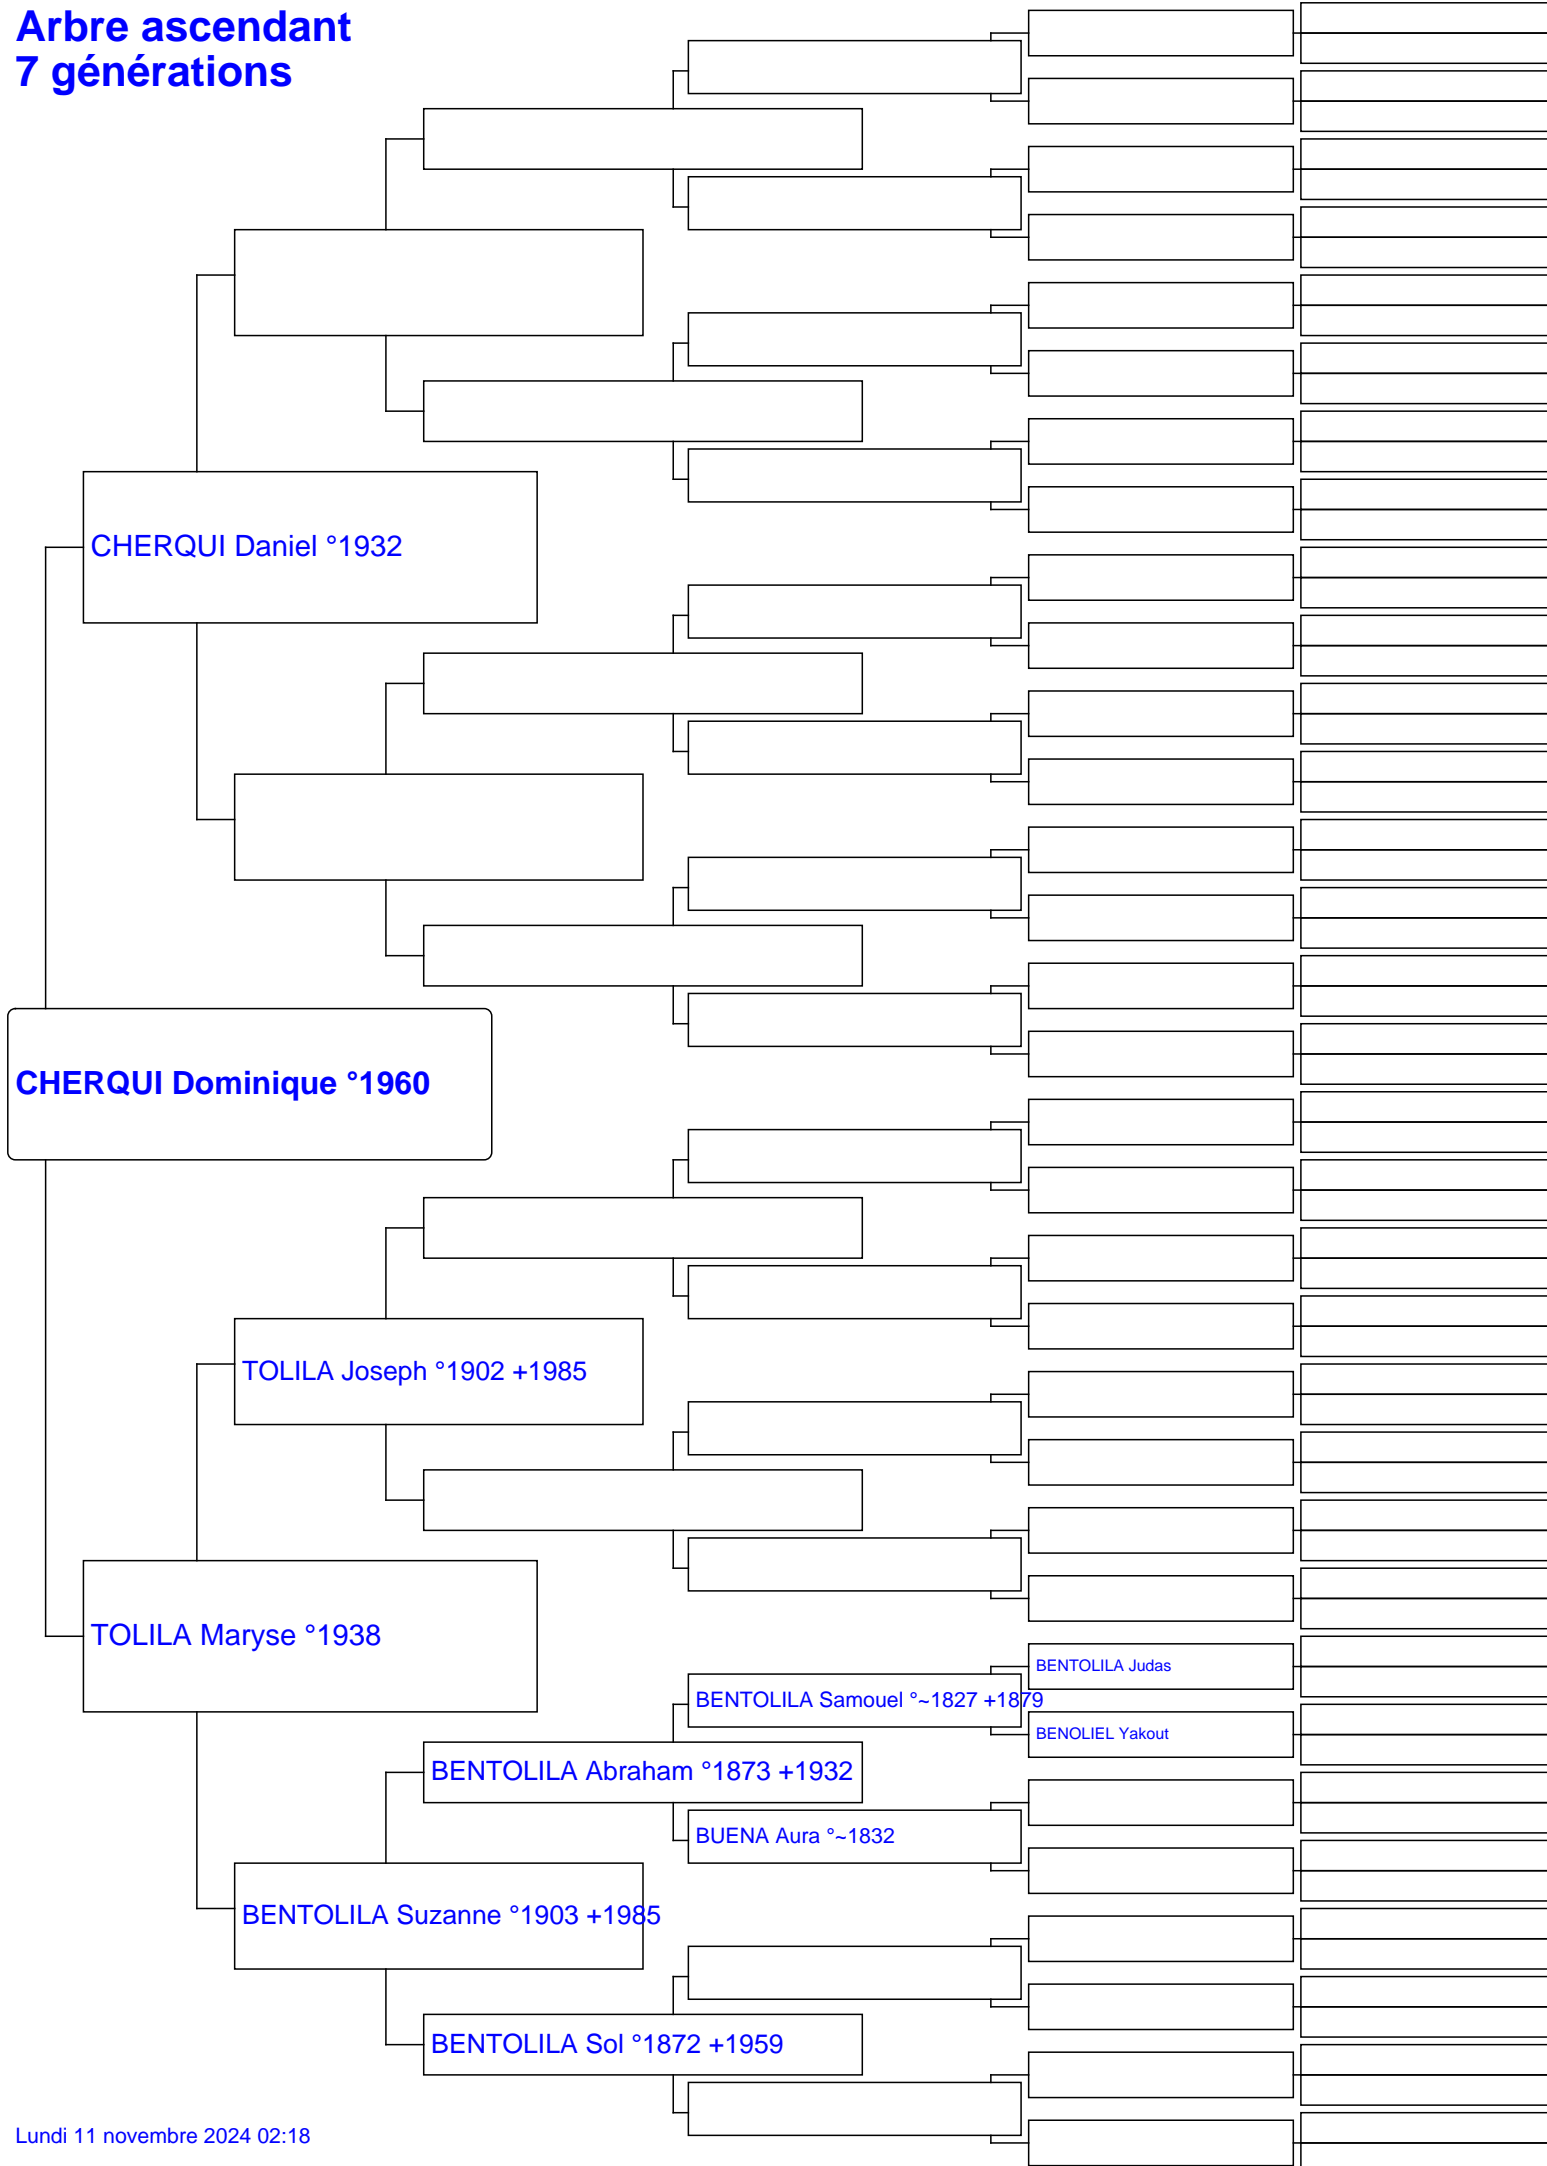 Arbre ascendant
7 générations
CHERQUI Daniel °1932
CHERQUI Dominique °1960
TOLILA Joseph °1902 +1985
TOLILA Maryse °1938
BENTOLILA Judas
BENTOLILA Samouel °~1827 +1879
BENOLIEL Yakout
BENTOLILA Abraham °1873 +1932
BUENA Aura °~1832
BENTOLILA Suzanne °1903 +1985
BENTOLILA Sol °1872 +1959
Lundi 11 novembre 2024 02:18